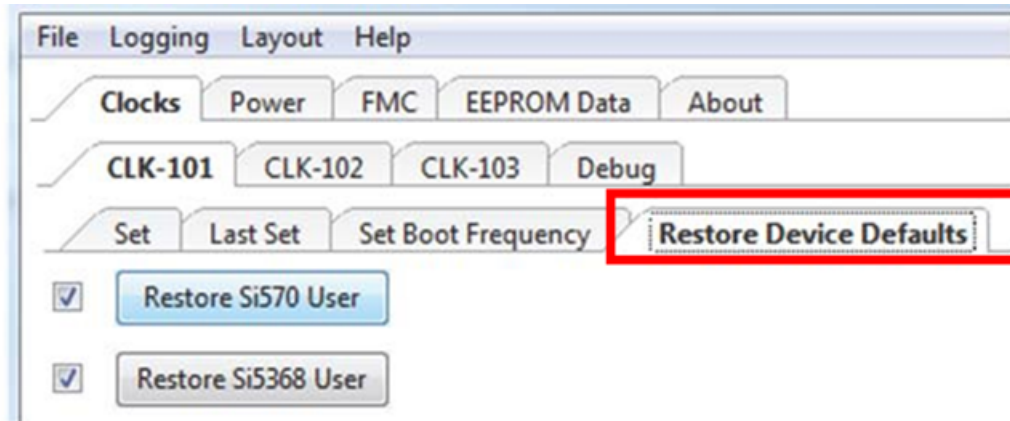 File Logging Layout Help
Clocks Power FMC EEPROM Data About
CLK-101 CLK-102 CLK-103 Debug
Set Last Set Set Boot Frequency Restore Device Defaults
Restore Si570 User
Restore Si5368 User